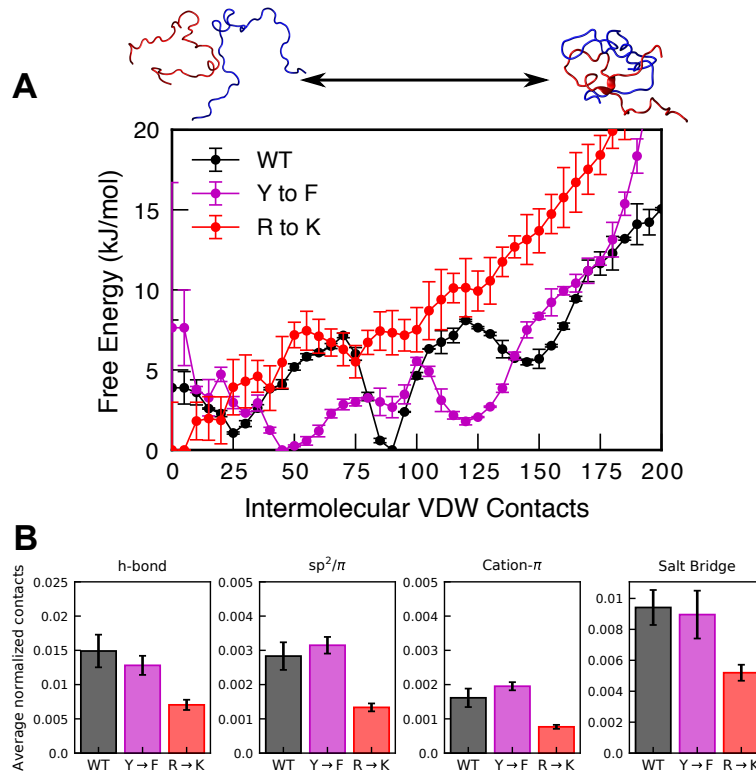 A
20
15
10
5
0
Free Energy (kJ/mol)
WT
Y to F
R to K
0 25 50 75 100 125 150 175 200
Intermolecular VDW Contacts
B
Average normalized contacts
h-bond
0.025
0.020
0.015
0.010
0.005
0.0
WT Y→F R→K
sp²/π
0.005
0.004
0.003
0.002
0.001
0.0
WT Y→F R→K
Cation-π
0.005
0.004
0.003
0.002
0.001
0.0
WT Y→F R→K
Salt Bridge
0.01
0.008
0.006
0.004
0.002
0.0
WT Y→F R→K